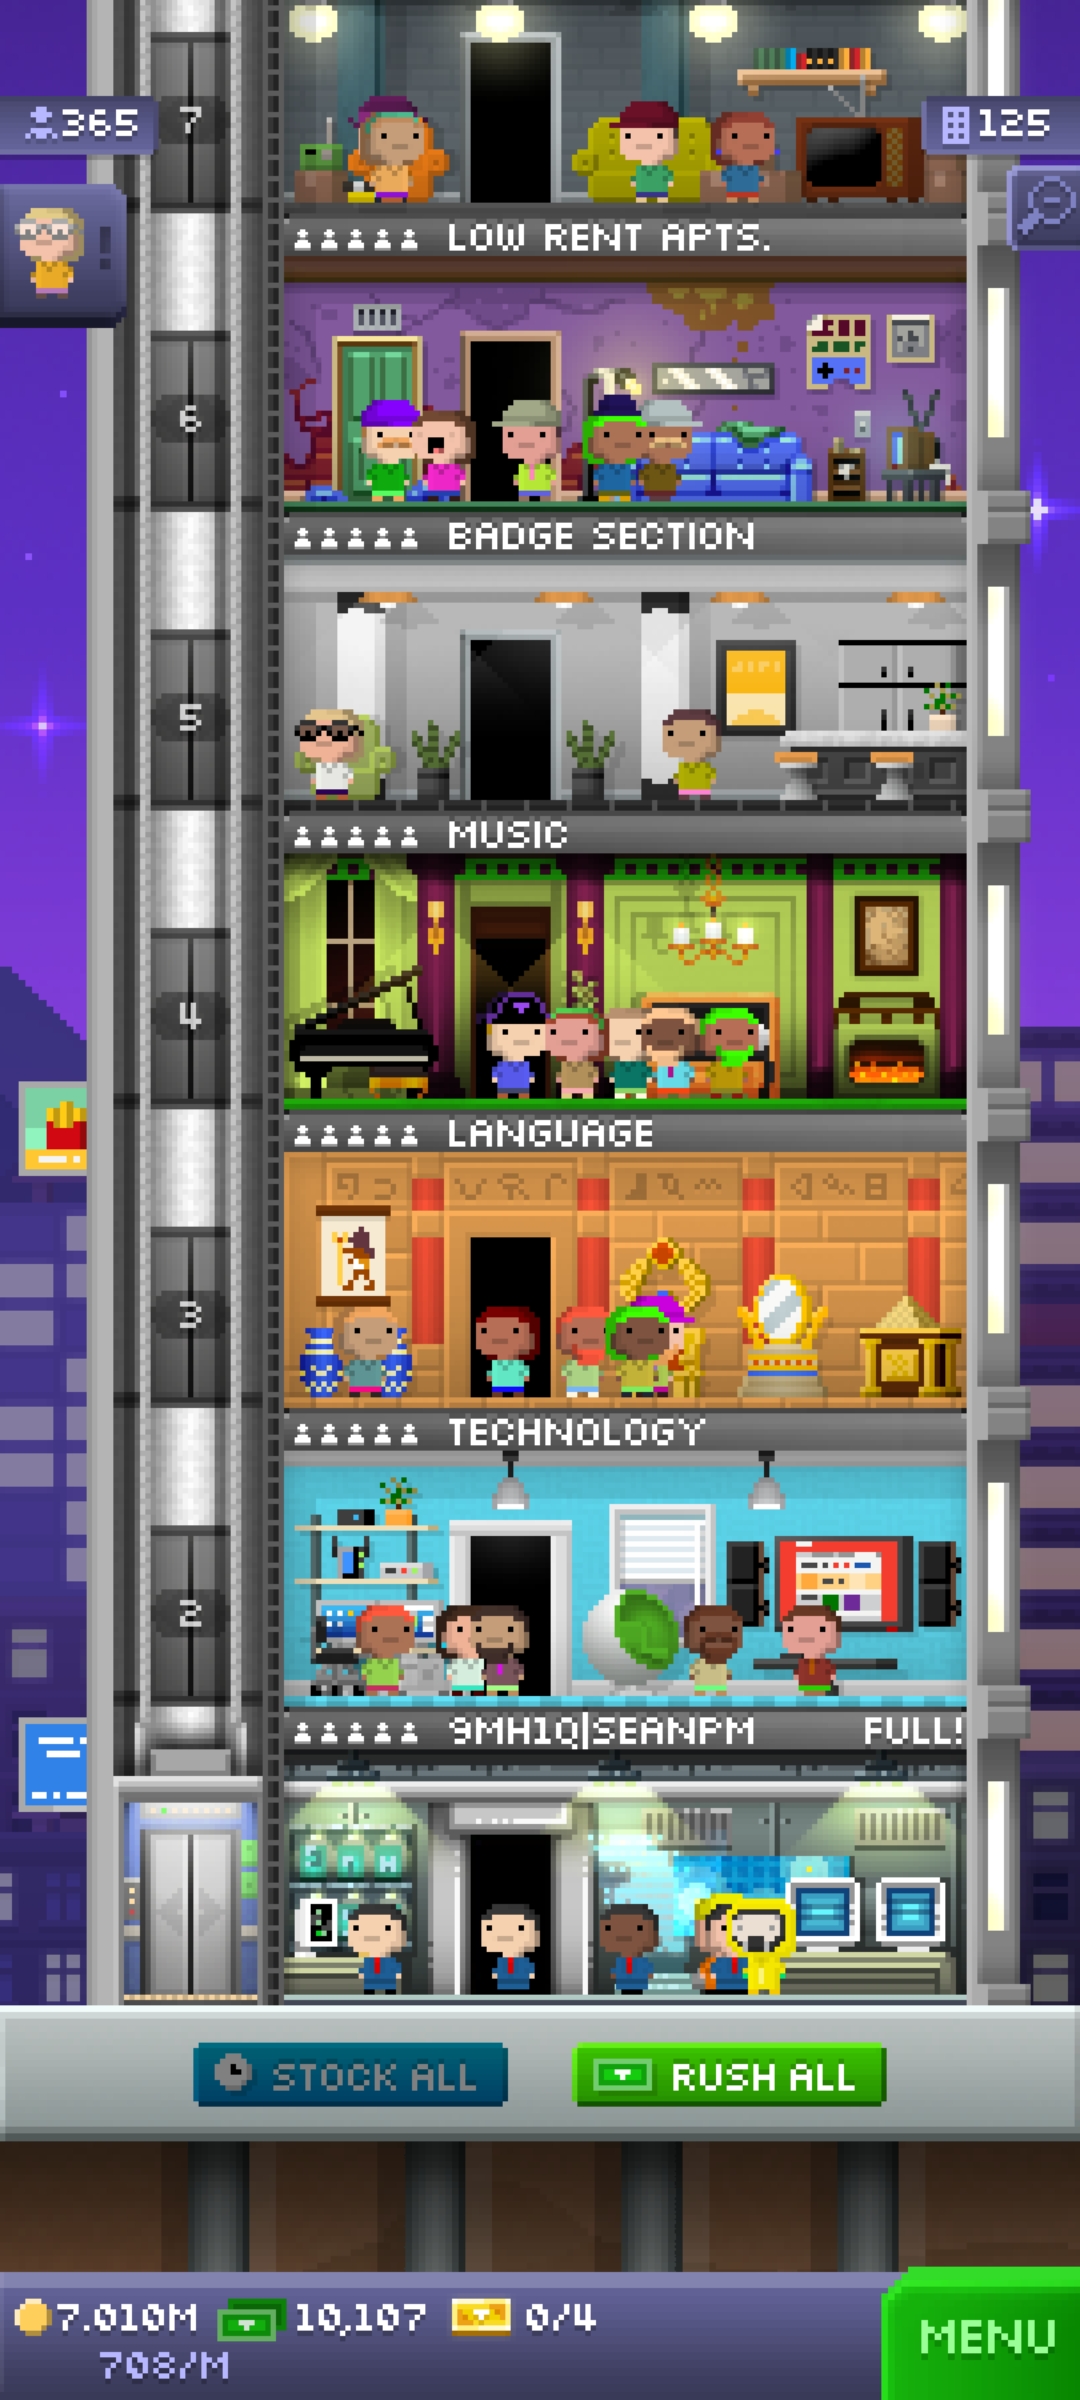 7
365
125
LOW RENT APTS.
6
BADGE SECTION
5
MUSIC
4
LANGUAGE
3
TECHNOLOGY
2
9MH1Q|SEANPM FULL!
STOCK ALL
RUSH ALL
7.010M 10,107 0/4
708/M
MENU